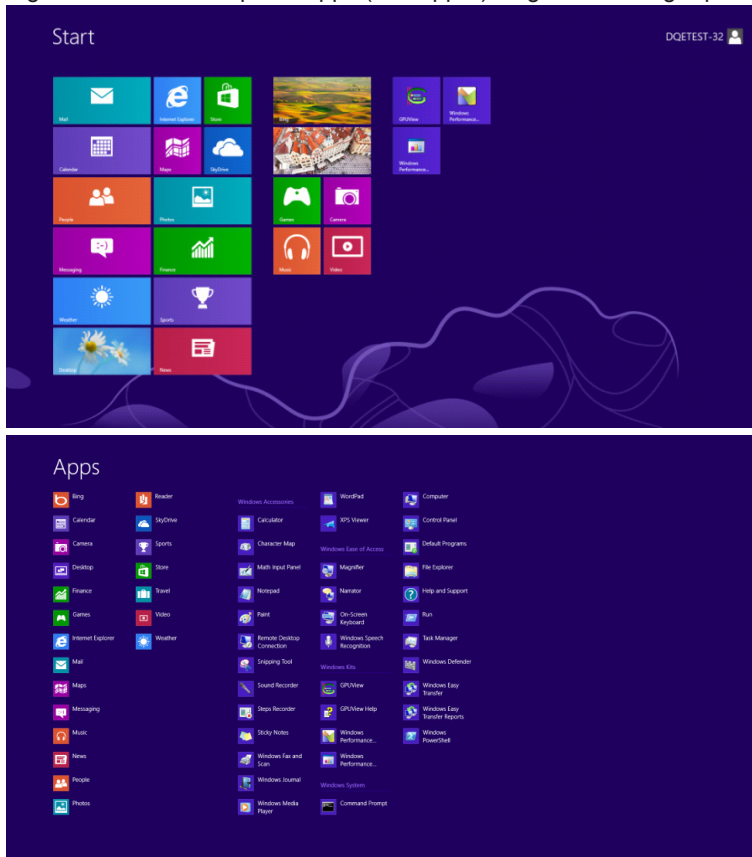 Start
DQETEST-32
Mail
Internet Explorer
Store
Bing
GPUView
Windows
Performance...
Calendar
Maps
SkyDrive
Windows
Performance...
People
Photos
Games
Camera
Messaging
Finance
Music
Video
Weather
Sports
Desktop
News
Apps
Bing
Calendar
Camera
Desktop
Finance
Games
Internet Explorer
Mail
Maps
Messaging
Music
News
People
Photos
Reader
SkyDrive
Sports
Store
Travel
Video
Weather
Windows Accessories
Calculator
Character Map
Math Input Panel
Notepad
Paint
Remote Desktop
Connection
Snipping Tool
Sound Recorder
Steps Recorder
Sticky Notes
Windows Fax and
Scan
Windows Journal
Windows Media
Player
WordPad
XPS Viewer
Windows Ease of Access
Magnifier
Narrator
On-Screen
Keyboard
Windows Speech
Recognition
Windows Kits
GPUView
GPUView Help
Windows
Performance...
Windows
Performance...
Windows System
Command Prompt
Computer
Control Panel
Default Programs
File Explorer
Help and Support
Run
Task Manager
Windows Defender
Windows Easy
Transfer
Windows Easy
Transfer Reports
Windows
PowerShell